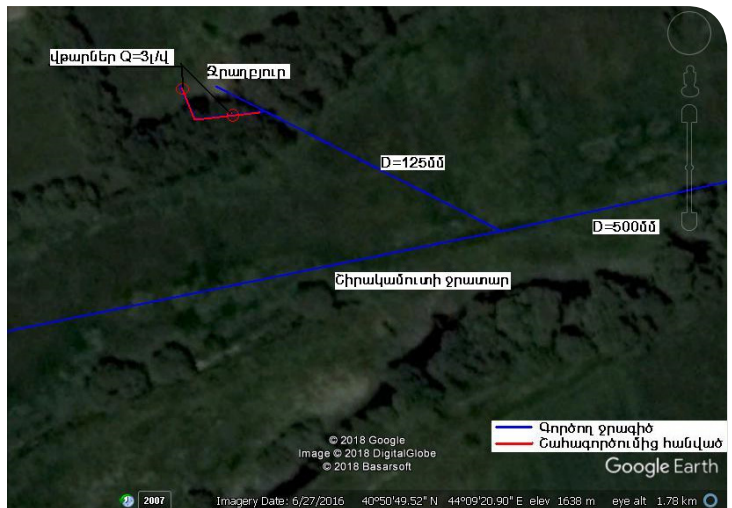 վթարներ Q=3լ/վ
Ջրաղբյուր
D=125մմ
D=500մմ
Շիրակամուտի ջրատար
© 2018 Google
Image © 2018 DigitalGlobe
© 2018 Basarsoft
Գործող ջրագիծ
Շահագործումից հանված
Google Earth
2007
Imagery Date: 6/27/2016 40°50'49.52" N 44°09'20.90" E elev 1638 m eye alt 1.78 km